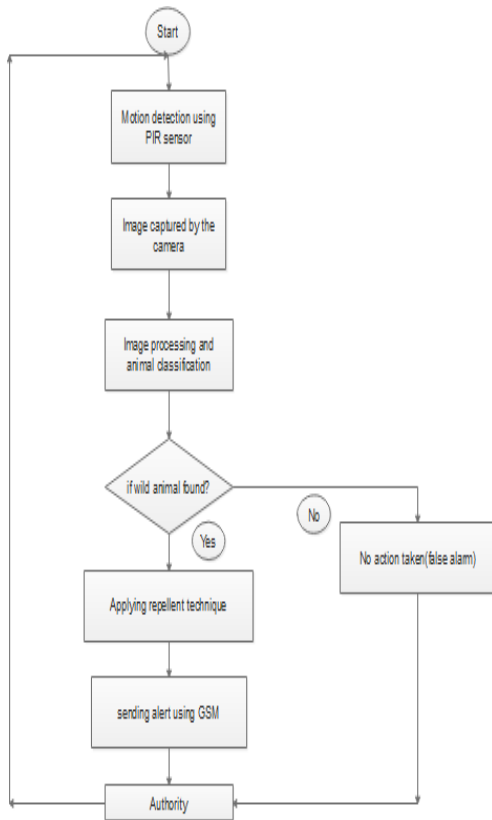 Start
Motion detection using
PIR sensor
Image captured by the
camera
Image processing and
animal classification
if wild animal found?
No
Yes
No action taken(false alarm)
Applying repellent technique
sending alert using GSM
Authority